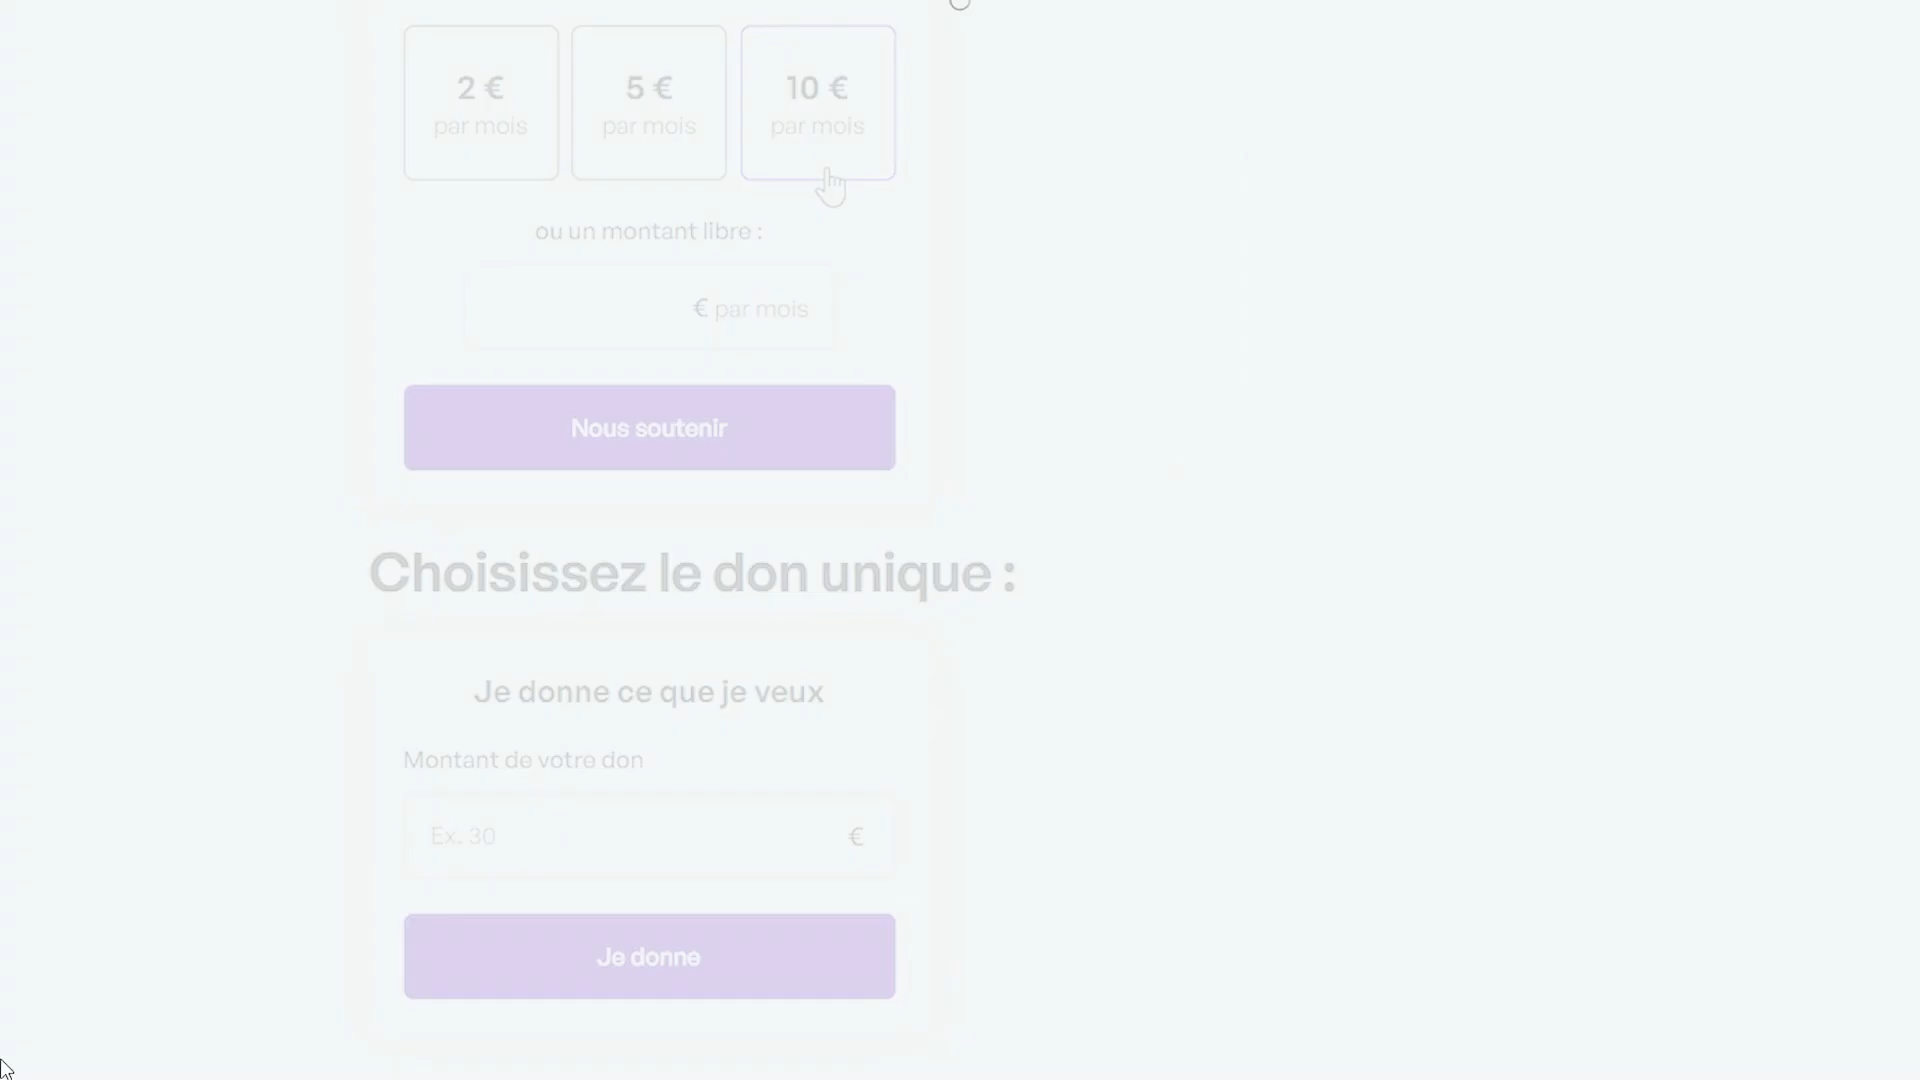 2 €
par mois
5 €
par mois
10 €
par mois
ou un montant libre :
€ par mois
Nous soutenir
Choisissez le don unique :
Je donne ce que je veux
Montant de votre don
Ex. 30 €
Je donne